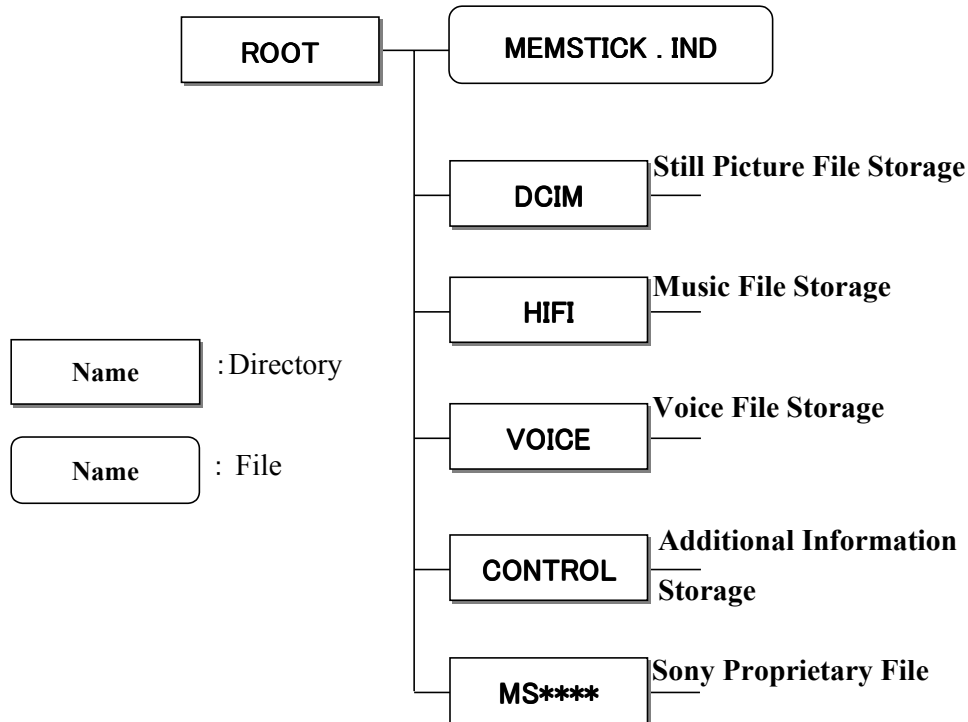 ROOT
MEMSTICK . IND
DCIM
Still Picture File Storage
HIFI
Music File Storage
Name
: Directory
VOICE
Voice File Storage
Name
: File
CONTROL
Additional Information
Storage
MS****
Sony Proprietary File